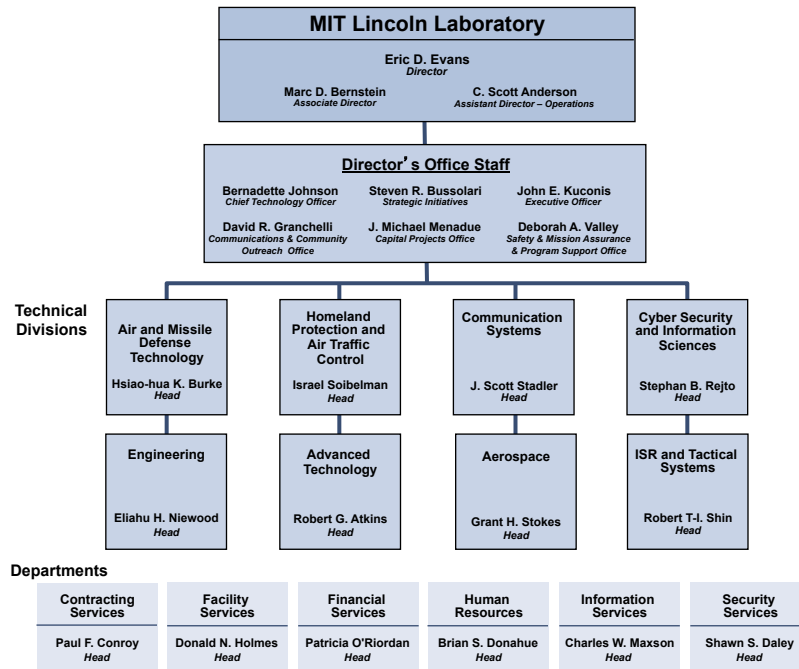 MIT Lincoln Laboratory
Eric D. Evans
Director
Marc D. Bernstein
Associate Director
C. Scott Anderson
Assistant Director – Operations
Director's Office Staff
Bernadette Johnson
Chief Technology Officer
Steven R. Bussolari
Strategic Initiatives
John E. Kuconis
Executive Officer
David R. Granchelli
Communications & Community
Outreach Office
J. Michael Menadue
Capital Projects Office
Deborah A. Valley
Safety & Mission Assurance
& Program Support Office
Technical
Divisions
Air and Missile
Defense Technology
Hsiao-hua K. Burke
Head
Homeland
Protection and
Air Traffic
Control
Israel Soibelman
Head
Communication
Systems
J. Scott Stadler
Head
Cyber Security
and Information
Sciences
Stephan B. Rejto
Head
Engineering
Eliahu H. Niewood
Head
Advanced
Technology
Robert G. Atkins
Head
Aerospace
Grant H. Stokes
Head
ISR and Tactical
Systems
Robert T-I. Shin
Head
Departments
Contracting
Services
Paul F. Conroy
Head
Facility
Services
Donald N. Holmes
Head
Financial
Services
Patricia O'Riordan
Head
Human
Resources
Brian S. Donahue
Head
Information
Services
Charles W. Maxson
Head
Security
Services
Shawn S. Daley
Head